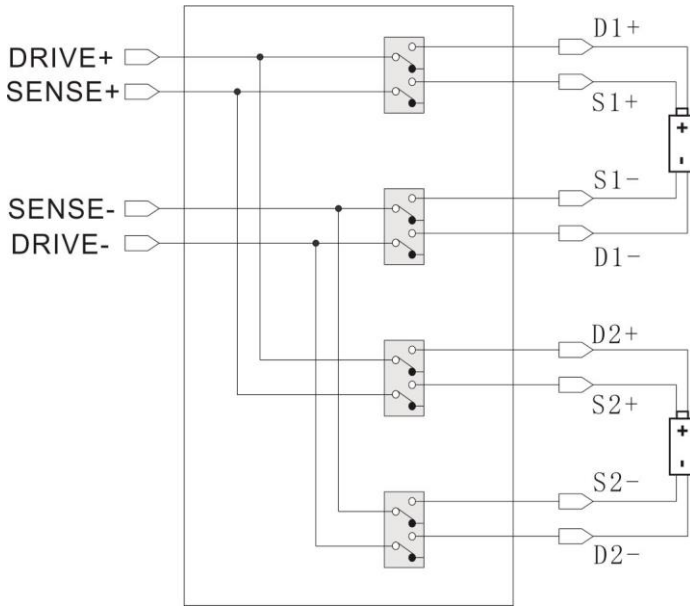 D1+
DRIVE+
SENSE+
S1+
+
-
SENSE-
S1-
DRIVE-
D1-
D2+
S2+
+
-
S2-
D2-